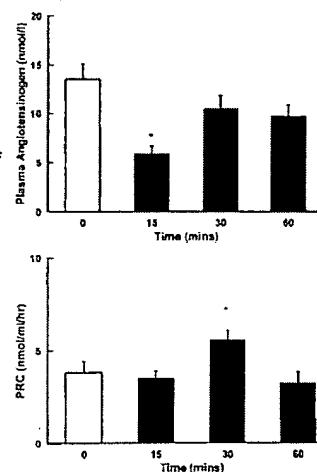 Plasma Angiotensinogen (nmol/l)
20
15
10
5
0
*
0 15 30 60
Time (mins)
PRC (nmol/ml/hr)
10
5
0
*
0 15 30 60
Time (mins)